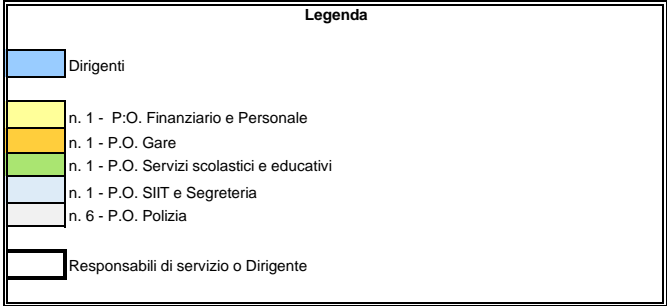 Legenda
Dirigenti
n. 1 - P:O. Finanziario e Personale
n. 1 - P.O. Gare
n. 1 - P.O. Servizi scolastici e educativi
n. 1 - P.O. SIIT e Segreteria
n. 6 - P.O. Polizia
Responsabili di servizio o Dirigente